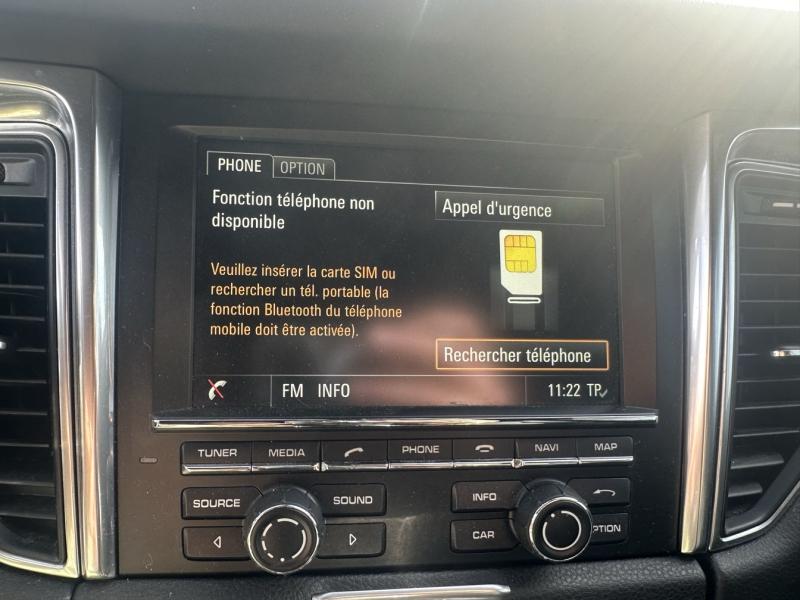 PHONE OPTION
Fonction téléphone non
disponible
Appel d'urgence
Veuillez insérer la carte SIM ou
rechercher un tél. portable (la
fonction Bluetooth du téléphone
mobile doit être activée).
Rechercher téléphone
FM INFO 11:22 TP
TUNER MEDIA PHONE NAVI MAP
SOURCE SOUND INFO
CAR OPTION